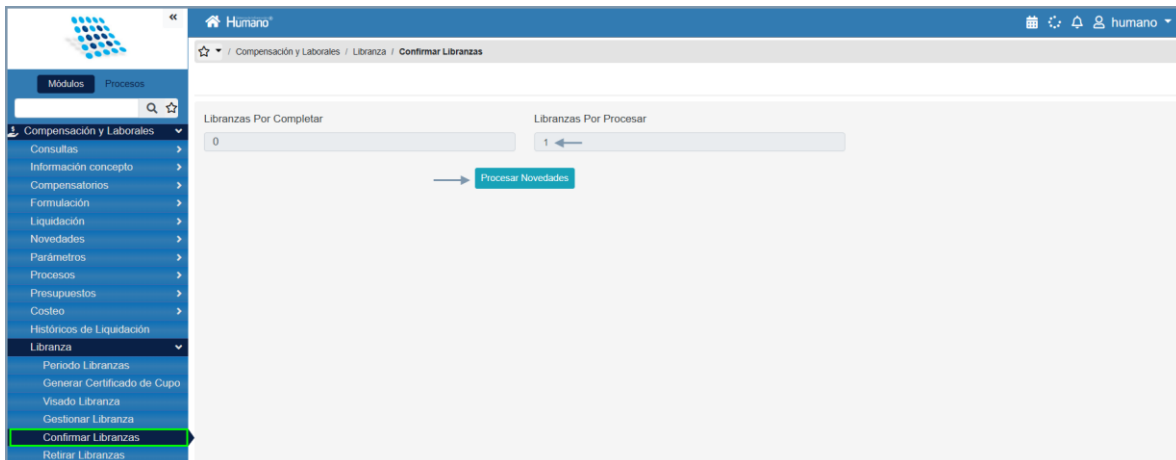 «
Humano®
humano
/ Compensación y Laborales / Libranza / Confirmar Libranzas
Módulos Procesos
Compensación y Laborales
Consultas
Información concepto
Compensatorios
Formulación
Liquidación
Novedades
Parámetros
Procesos
Presupuestos
Costeo
Históricos de Liquidación
Libranza
Periodo Libranzas
Generar Certificado de Cupo
Visado Libranza
Gestionar Libranza
Confirmar Libranzas
Retirar Libranzas
Libranzas Por Completar
0
Libranzas Por Procesar
1
Procesar Novedades